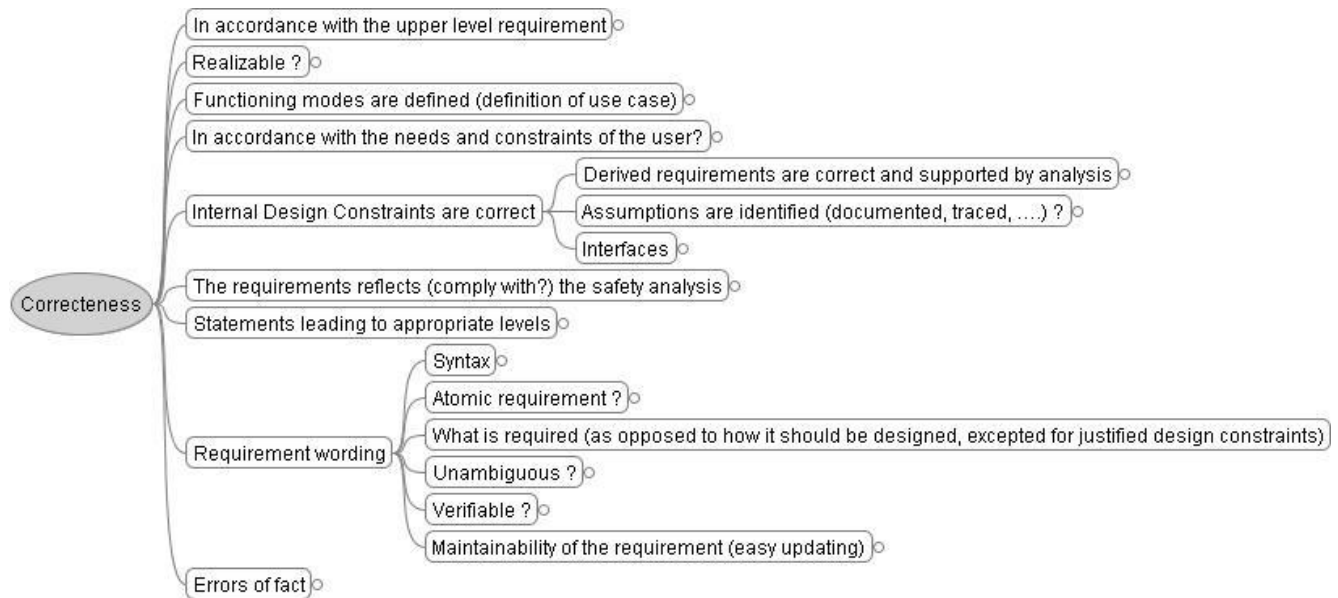 In accordance with the upper level requirement
Realizable ?
Functioning modes are defined (definition of use case)
In accordance with the needs and constraints of the user?
Derived requirements are correct and supported by analysis
Internal Design Constraints are correct
Assumptions are identified (documented, traced, ....) ?
Interfaces
Correcteness
The requirements reflects (comply with?) the safety analysis
Statements leading to appropriate levels
Syntax
Atomic requirement ?
What is required (as opposed to how it should be designed, excepted for justified design constraints)
Requirement wording
Unambiguous ?
Verifiable ?
Maintainability of the requirement (easy updating)
Errors of fact